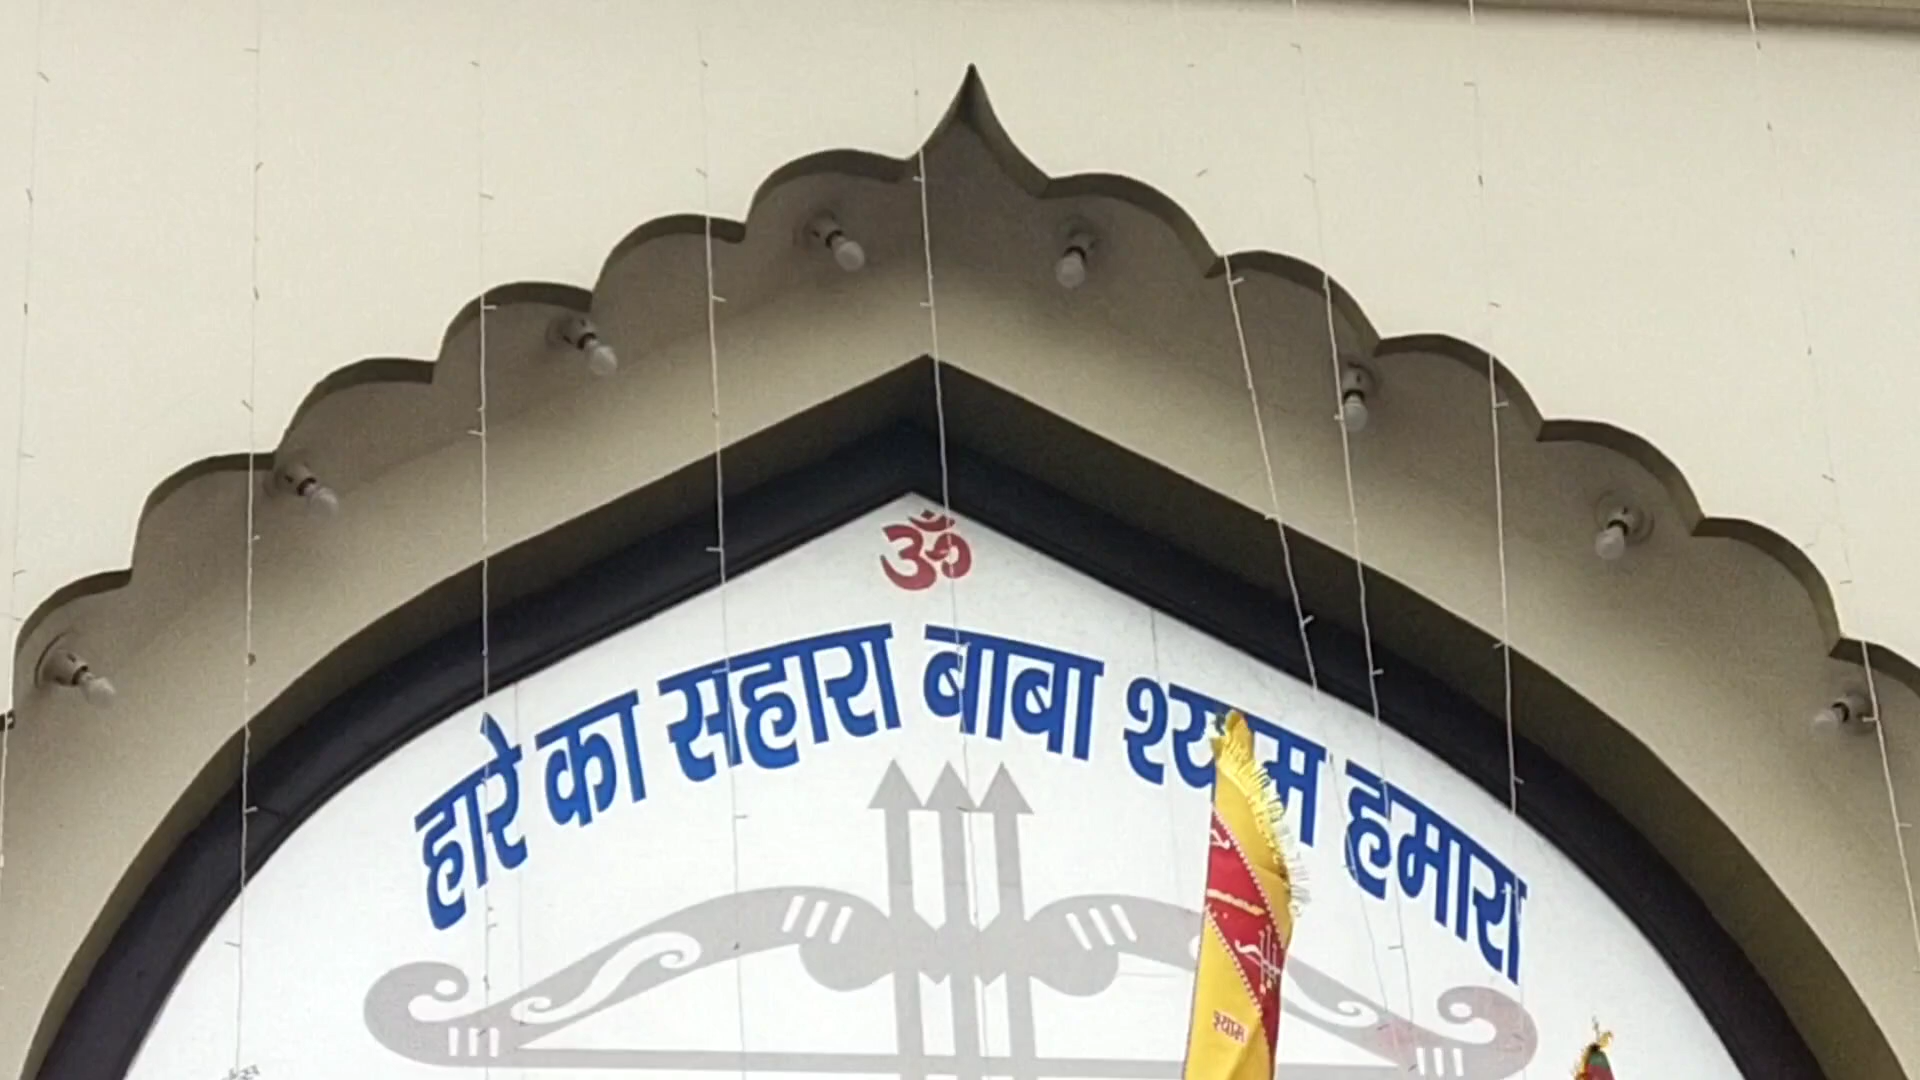 ॐ
हारे का सहारा बाबा श्याम हमारा
श्याम